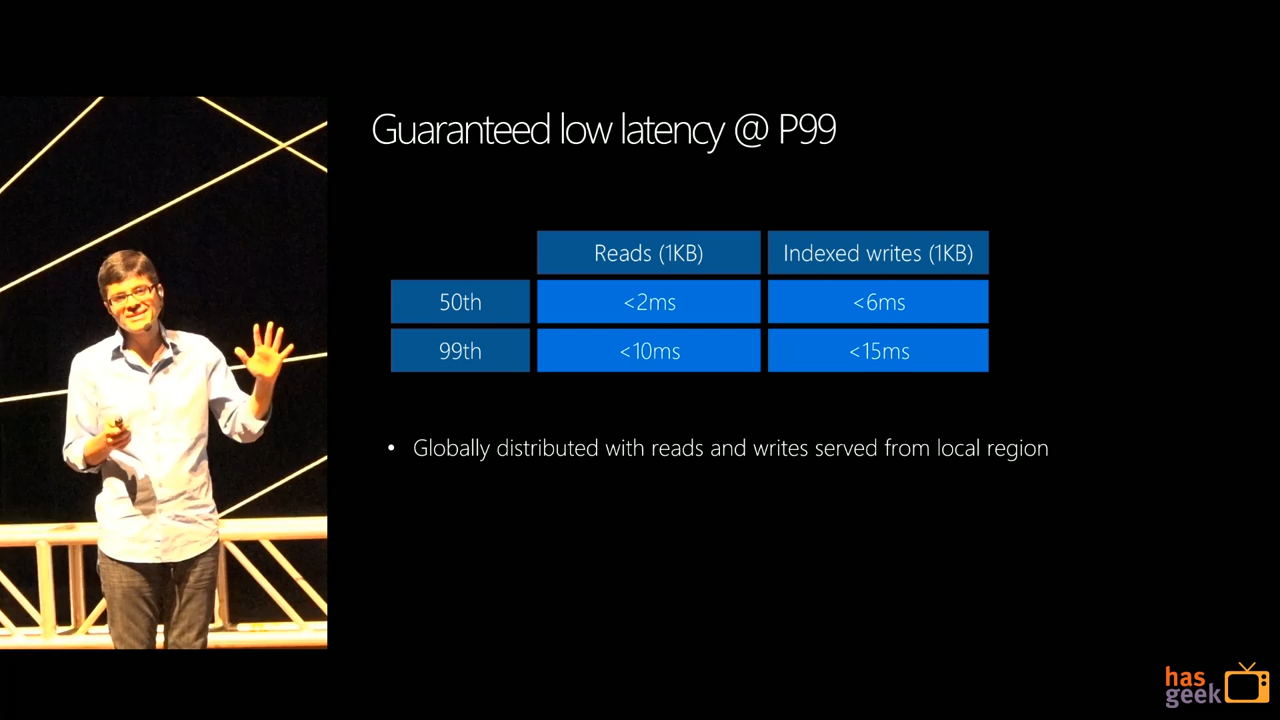 Guaranteed low latency @ P99
Reads (1KB) Indexed writes (1KB)
50th <2ms <6ms
99th <10ms <15ms
• Globally distributed with reads and writes served from local region
has
geek